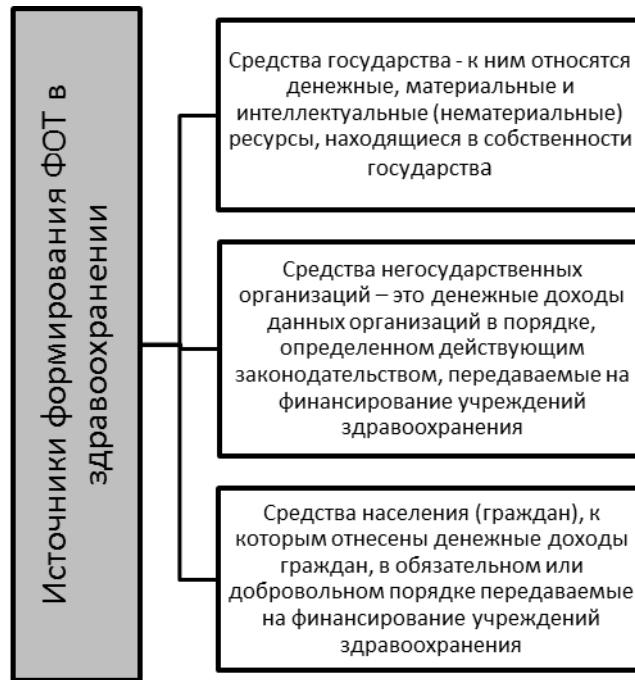 Источники формирования ФОТ в
здравоохранении
Средства государства - к ним относятся
денежные, материальные и
интеллектуальные (нематериальные)
ресурсы, находящиеся в собственности
государства
Средства негосударственных
организаций – это денежные доходы
данных организаций в порядке,
определенном действующим
законодательством, передаваемые на
финансирование учреждений
здравоохранения
Средства населения (граждан), к
которым отнесены денежные доходы
граждан, в обязательном или
добровольном порядке передаваемые
на финансирование учреждений
здравоохранения